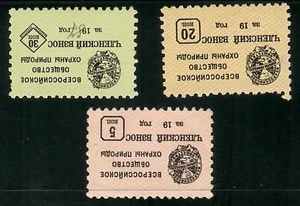 ВСЕРОССИЙСКОЕ
ОБЩЕСТВО
ОХРАНЫ ПРИРОДЫ
ЧЛЕНСКИЙ ВЗНОС
за 19 год
30
КОП.
ВСЕРОССИЙСКОЕ
ОБЩЕСТВО
ОХРАНЫ ПРИРОДЫ
ЧЛЕНСКИЙ ВЗНОС
за 19 год
20
КОП.
ВСЕРОССИЙСКОЕ
ОБЩЕСТВО
ОХРАНЫ ПРИРОДЫ
ЧЛЕНСКИЙ ВЗНОС
за 19 год
5
КОП.